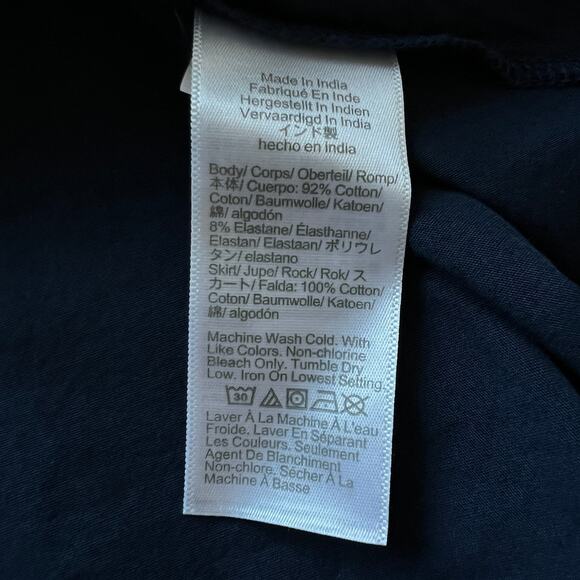 Made In India
Fabriqué En Inde
Hergestellt In Indien
Vervaardigd In India
インド製
hecho en india
Body/ Corps/ Oberteil/ Romp/
本体/ Cuerpo: 92% Cotton/
Coton/ Baumwolle/ Katoen/
綿/ algodón
8% Elastane/ Élasthanne/
Elastan/ Elastaan/ ポリウレ
タン/ elastano
Skirt/ Jupe/ Rock/ Rok/ ス
カート/ Falda: 100% Cotton/
Coton/ Baumwolle/ Katoen/
綿/ algodón
Machine Wash Cold. With
Like Colors. Non-chlorine
Bleach Only. Tumble Dry
Low. Iron On Lowest Setting.
30
Laver À La Machine À L'eau
Froide. Laver En Séparant
Les Couleurs. Seulement
Agent De Blanchiment
Non-chlore. Sécher À La
Machine À Basse